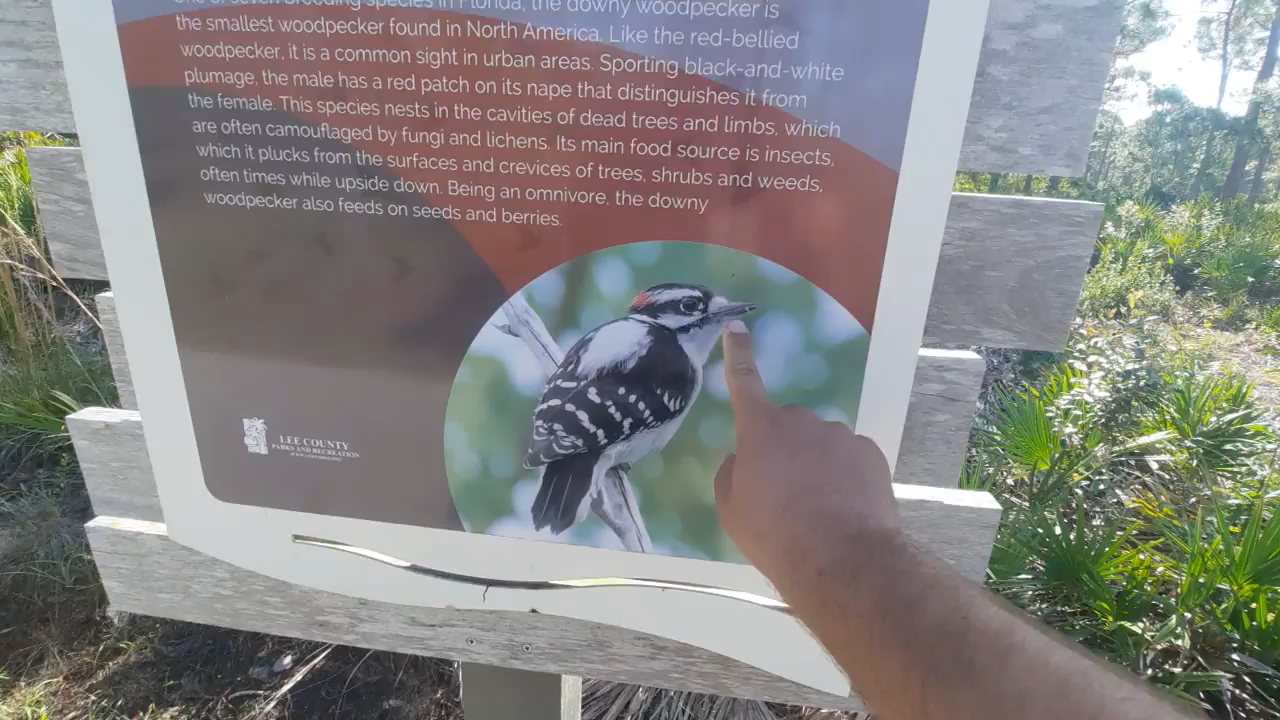 One of seven breeding species in Florida, the downy woodpecker is
the smallest woodpecker found in North America. Like the red-bellied
woodpecker, it is a common sight in urban areas. Sporting black-and-white
plumage, the male has a red patch on its nape that distinguishes it from
the female. This species nests in the cavities of dead trees and limbs, which
are often camouflaged by fungi and lichens. Its main food source is insects,
which it plucks from the surfaces and crevices of trees, shrubs and weeds,
often times while upside down. Being an omnivore, the downy
woodpecker also feeds on seeds and berries.
LEE COUNTY
PARKS AND RECREATION